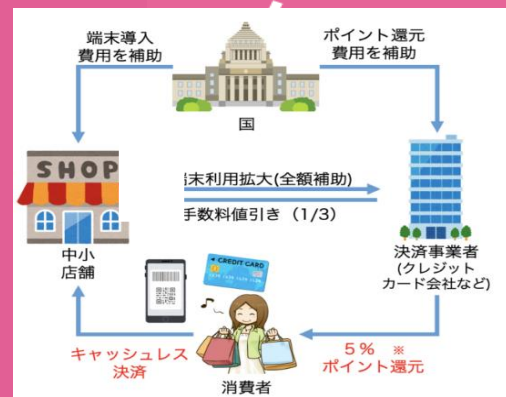 端末導入
費用を補助
ポイント還元
費用を補助
国
SHOP
末利用拡大(全額補助)
手数料値引き（1/3）
中小
店舗
決済事業者
(クレジット
カード会社など)
CREDIT CARD
キャッシュレス
決済
5% ※
ポイント還元
消費者